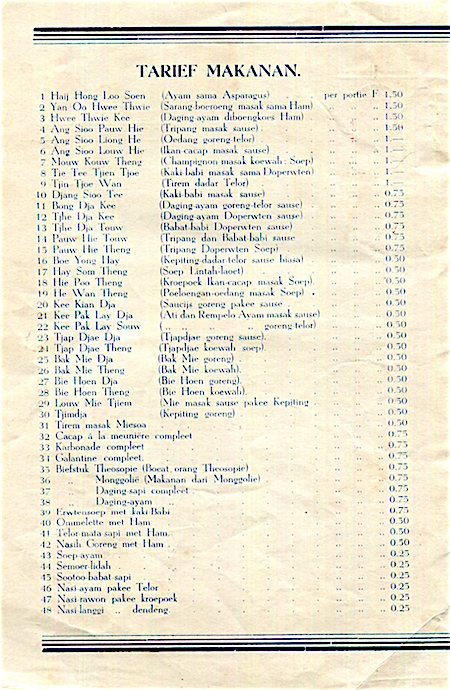 TARIEF MAKANAN.
1 Haij Hong Loo Soen (Ayam sama Asparagus) per portie F 1.50
2 Yan Oo Hwee Thwie (Sarang-boeroeng masak sama Ham) .. .. 1.50
3 Hwee Thwie Kee (Daging-ayam diboengkoes Ham) .. .. 1.50
4 Ang Sioo Pauw Hie (Tripang masak sause) .. .. 1.50
5 Ang Sioo Liong He (Oedang goreng-telor) .. .. 1.—
6 Ang Sioo Louw Hie (Ikan-cacap masak sause) .. .. 1.—
7 Mouw Kouw Theng (Champignon masak koewah: Soep) .. .. 1.—
8 Tie Tee Tjien Tjoe (Kaki-babi masak sama Doperwten) .. .. 1.—
9 Tjin Tjoe Wan (Tirem dadar Telor) .. .. 1.—
10 Djang Sioo Tee (Kaki-babi masak sause) .. .. 0.75
11 Bong Dja Kee (Daging-ayam goreng-telor sause) .. .. 0.75
12 Tjhe Dja Kee (Daging-ayam Doperwten sause) .. .. 0.75
13 Tjhe Dja Touw (Babat-babi Doperwten sause) .. .. 0.75
14 Pauw Hie Touw (Tripang dan Babat-babi sause .. .. 0.75
15 Pauw Hie Theng (Tripang Doperwten Soep) .. .. 0.75
16 Boe Yong Hay (Kepiting-dadar-telor sause biasa) .. .. 0.50
17 Hay Som Theng (Soep Lintah-laoet) .. .. 0.50
18 Hie Poo Theng (Kroepoek Ikan-cacap masak Soep) .. .. 0.50
19 He Wan Theng (Poeloengan-oedang masak Soep) .. .. 0.50
20 Kee Kian Dja (Saucijs goreng pakee sause .. .. 0.50
21 Kee Pak Lay Dja (Ati dan Rempelo Ayam masak sause) .. .. 0.50
22 Kee Pak Lay Souw ( .. .. .. .. goreng-telor) .. .. 0.50
23 Tjap Djae Dja (Tjapdjae goreng sause). .. .. 0.50
24 Tjap Djae Theng (Tjapdjae koewah soep). .. .. 0.50
25 Bak Mie Dja (Bak Mie goreng) .. .. 0.50
26 Bak Mie Theng (Bak Mie koewah). .. .. 0.50
27 Bie Hoen Dja (Bie Hoen goreng). .. .. 0.50
28 Bie Hoen Theng (Bie Hoen koewah). .. .. 0.50
29 Louw Mie Tjiem (Mie masak sause pakee Kepiting .. .. 0.50
30 Tjimdja (Kepiting goreng) .. .. 0.50
31 Tirem masak Miesoa .. .. 0.50
32 Cacap á la meunière compleet .. .. 0.75
33 Karbonade compleet .. .. 0.75
34 Galantine compleet. .. .. 0.75
35 Biefstuk Theosopie (Boeat orang Theosopie) .. .. 0.75
36 .. Monggolië (Makanan dari Monggolie) .. .. 0.75
37 Daging-sapi compleet .. .. 0.75
38 Daging-ayam .. .. 0.75
39 Erwtensoep met kaki-Babi .. .. 0.75
40 Ommelette met Ham .. .. 0.50
41 Telor-mata-sapi met Ham. .. .. 0.50
42 Nasih Goreng met Ham .. .. 0.50
43 Soep-ayam .. .. 0.25
44 Semoer-lidah .. .. 0.25
45 Sootoo-babat-sapi .. .. 0.25
46 Nasi-ayam pakee Telor .. .. 0.25
47 Nasi-rawon pakee kroepoek .. .. 0.25
48 Nasi-langgi .. dendeng. .. .. 0.25